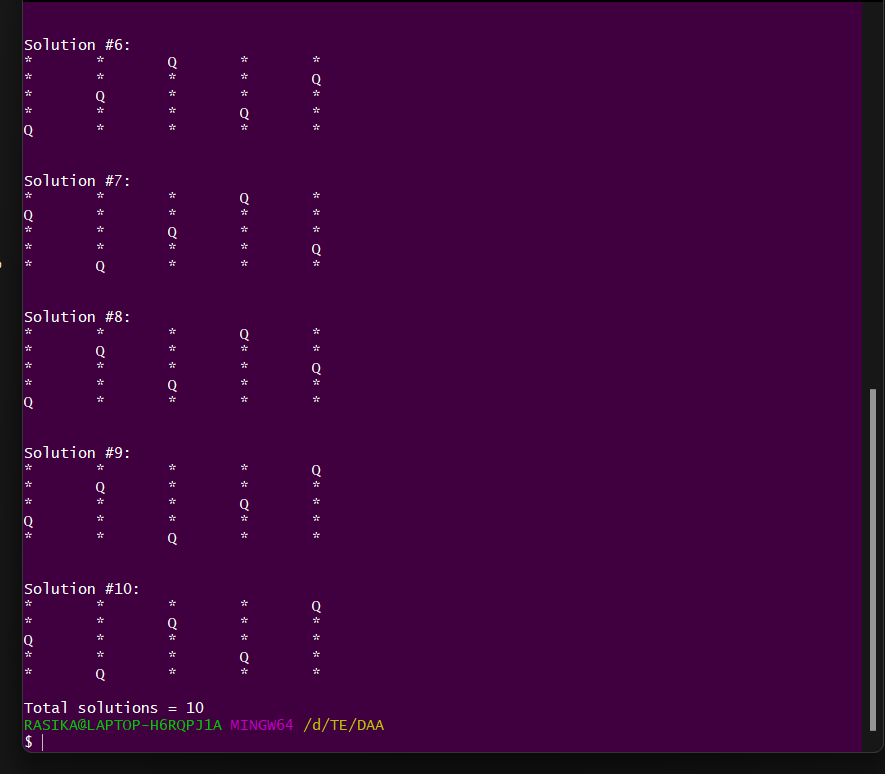 Solution #6:
* * Q * *
* * * * Q
* Q * * *
* * * Q *
Q * * * *
Solution #7:
* * * Q *
Q * * * *
* * Q * *
* * * * Q
* Q * * *
Solution #8:
* * * Q *
* Q * * *
* * * * Q
* * Q * *
Q * * * *
Solution #9:
* * * * Q
* Q * * *
* * * Q *
Q * * * *
* * Q * *
Solution #10:
* * * * Q
* * Q * *
Q * * * *
* * * Q *
* Q * * *
Total solutions = 10
RASIKA@LAPTOP-H6RQPJ1A MINGW64 /d/TE/DAA
$